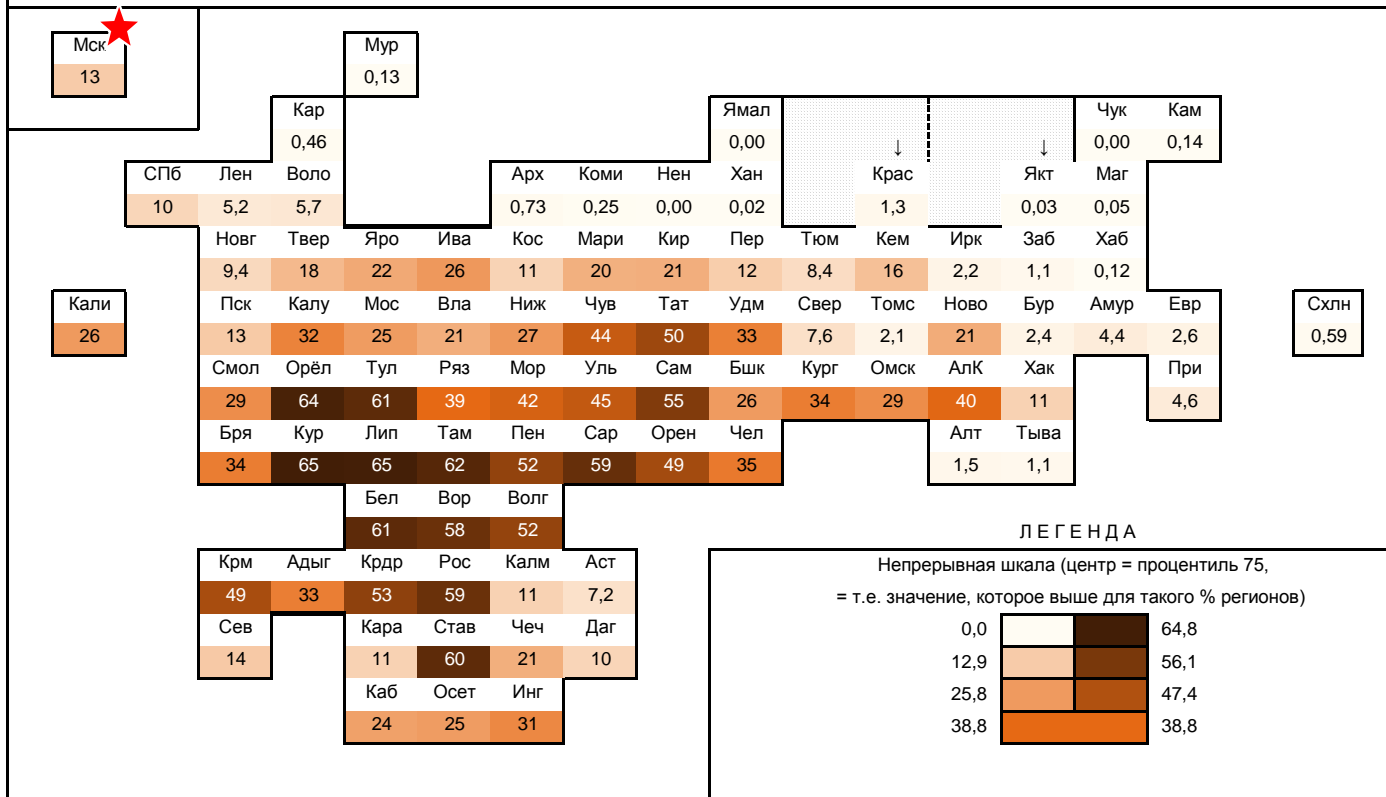 Мск Мур
13 0,13
Кар Ямал Чук Кам
0,46 0,00 ↓ ↓ 0,00 0,14
СПб Лен Воло Арх Коми Нен Хан Крас Якт Маг
10 5,2 5,7 0,73 0,25 0,00 0,02 1,3 0,03 0,05
Новг Твер Яро Ива Кос Мари Кир Пер Тюм Кем Ирк Заб Хаб
9,4 18 22 26 11 20 21 12 8,4 16 2,2 1,1 0,12
Кали Пск Калу Мос Вла Ниж Чув Тат Удм Свер Томс Ново Бур Амур Евр Схлн
26 13 32 25 21 27 44 50 33 7,6 2,1 21 2,4 4,4 2,6 0,59
Смол Орёл Тул Ряз Мор Уль Сам Бшк Кург Омск АлК Хак При
29 64 61 39 42 45 55 26 34 29 40 11 4,6
Бря Кур Лип Там Пен Сар Орен Чел Алт Тыва
34 65 65 62 52 59 49 35 1,5 1,1
Бел Вор Волг
61 58 52
Крм Адыг Крдр Рос Калм Аст
49 33 53 59 11 7,2
Сев Кара Став Чеч Даг
14 11 60 21 10
Каб Осет Инг
24 25 31
Л Е Г Е Н Д А
Непрерывная шкала (центр = процентиль 75,
= т.е. значение, которое выше для такого % регионов)
0,0 64,8
12,9 56,1
25,8 47,4
38,8 38,8